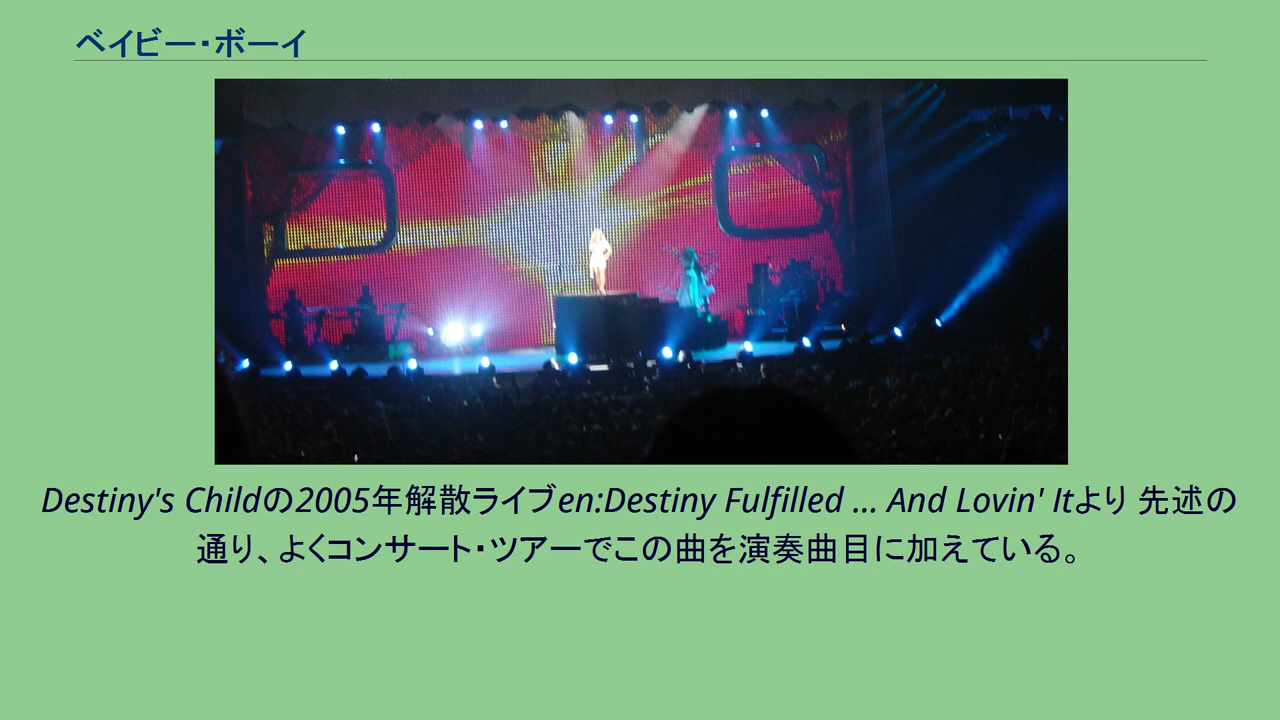 ベイビー・ボーイ
Destiny's Childの2005年解散ライブen:Destiny Fulfilled ... And Lovin' Itより 先述の
通り、よくコンサート・ツアーでこの曲を演奏曲目に加えている。